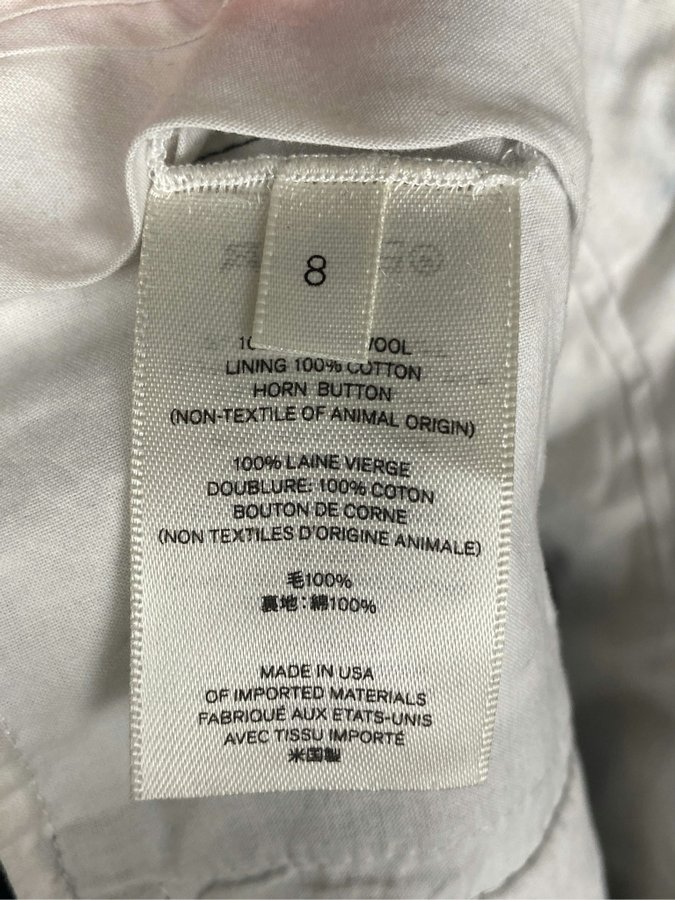 8
WOOL
LINING 100% COTTON
HORN BUTTON
(NON-TEXTILE OF ANIMAL ORIGIN)
100% LAINE VIERGE
DOUBLURE: 100% COTON
BOUTON DE CORNE
(NON TEXTILES D'ORIGINE ANIMALE)
毛100%
裏地：綿100%
MADE IN USA
OF IMPORTED MATERIALS
FABRIQUÉ AUX ETATS-UNIS
AVEC TISSU IMPORTÉ
米国製